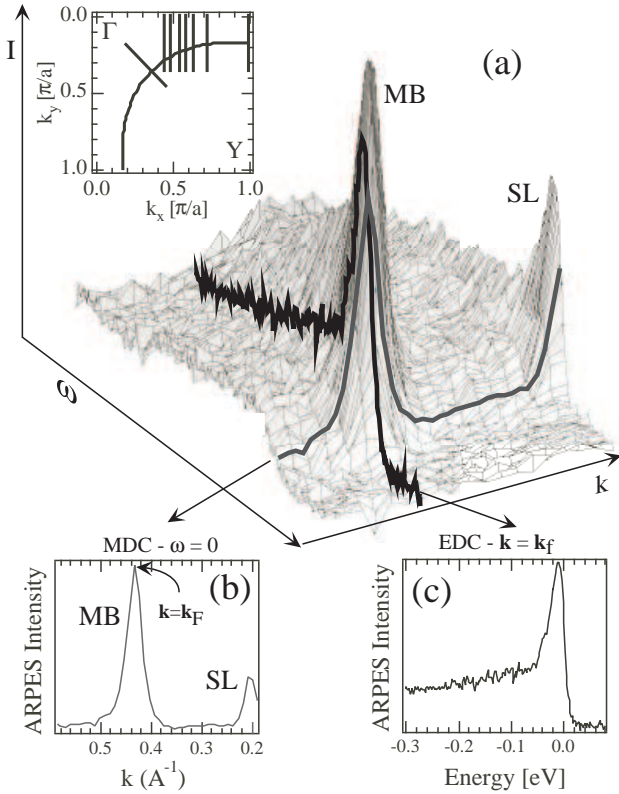 I
0.0
0.5
1.0
k_y [π/a]
Γ
Y
0.0
0.5
1.0
k_x [π/a]
(a)
MB
SL
ω
k
MDC - ω = 0
(b)
MB
k=k_F
SL
ARPES Intensity
0.5
0.4
0.3
0.2
k (A^-1)
EDC - k = k_f
(c)
ARPES Intensity
-0.3
-0.2
-0.1
0.0
Energy [eV]